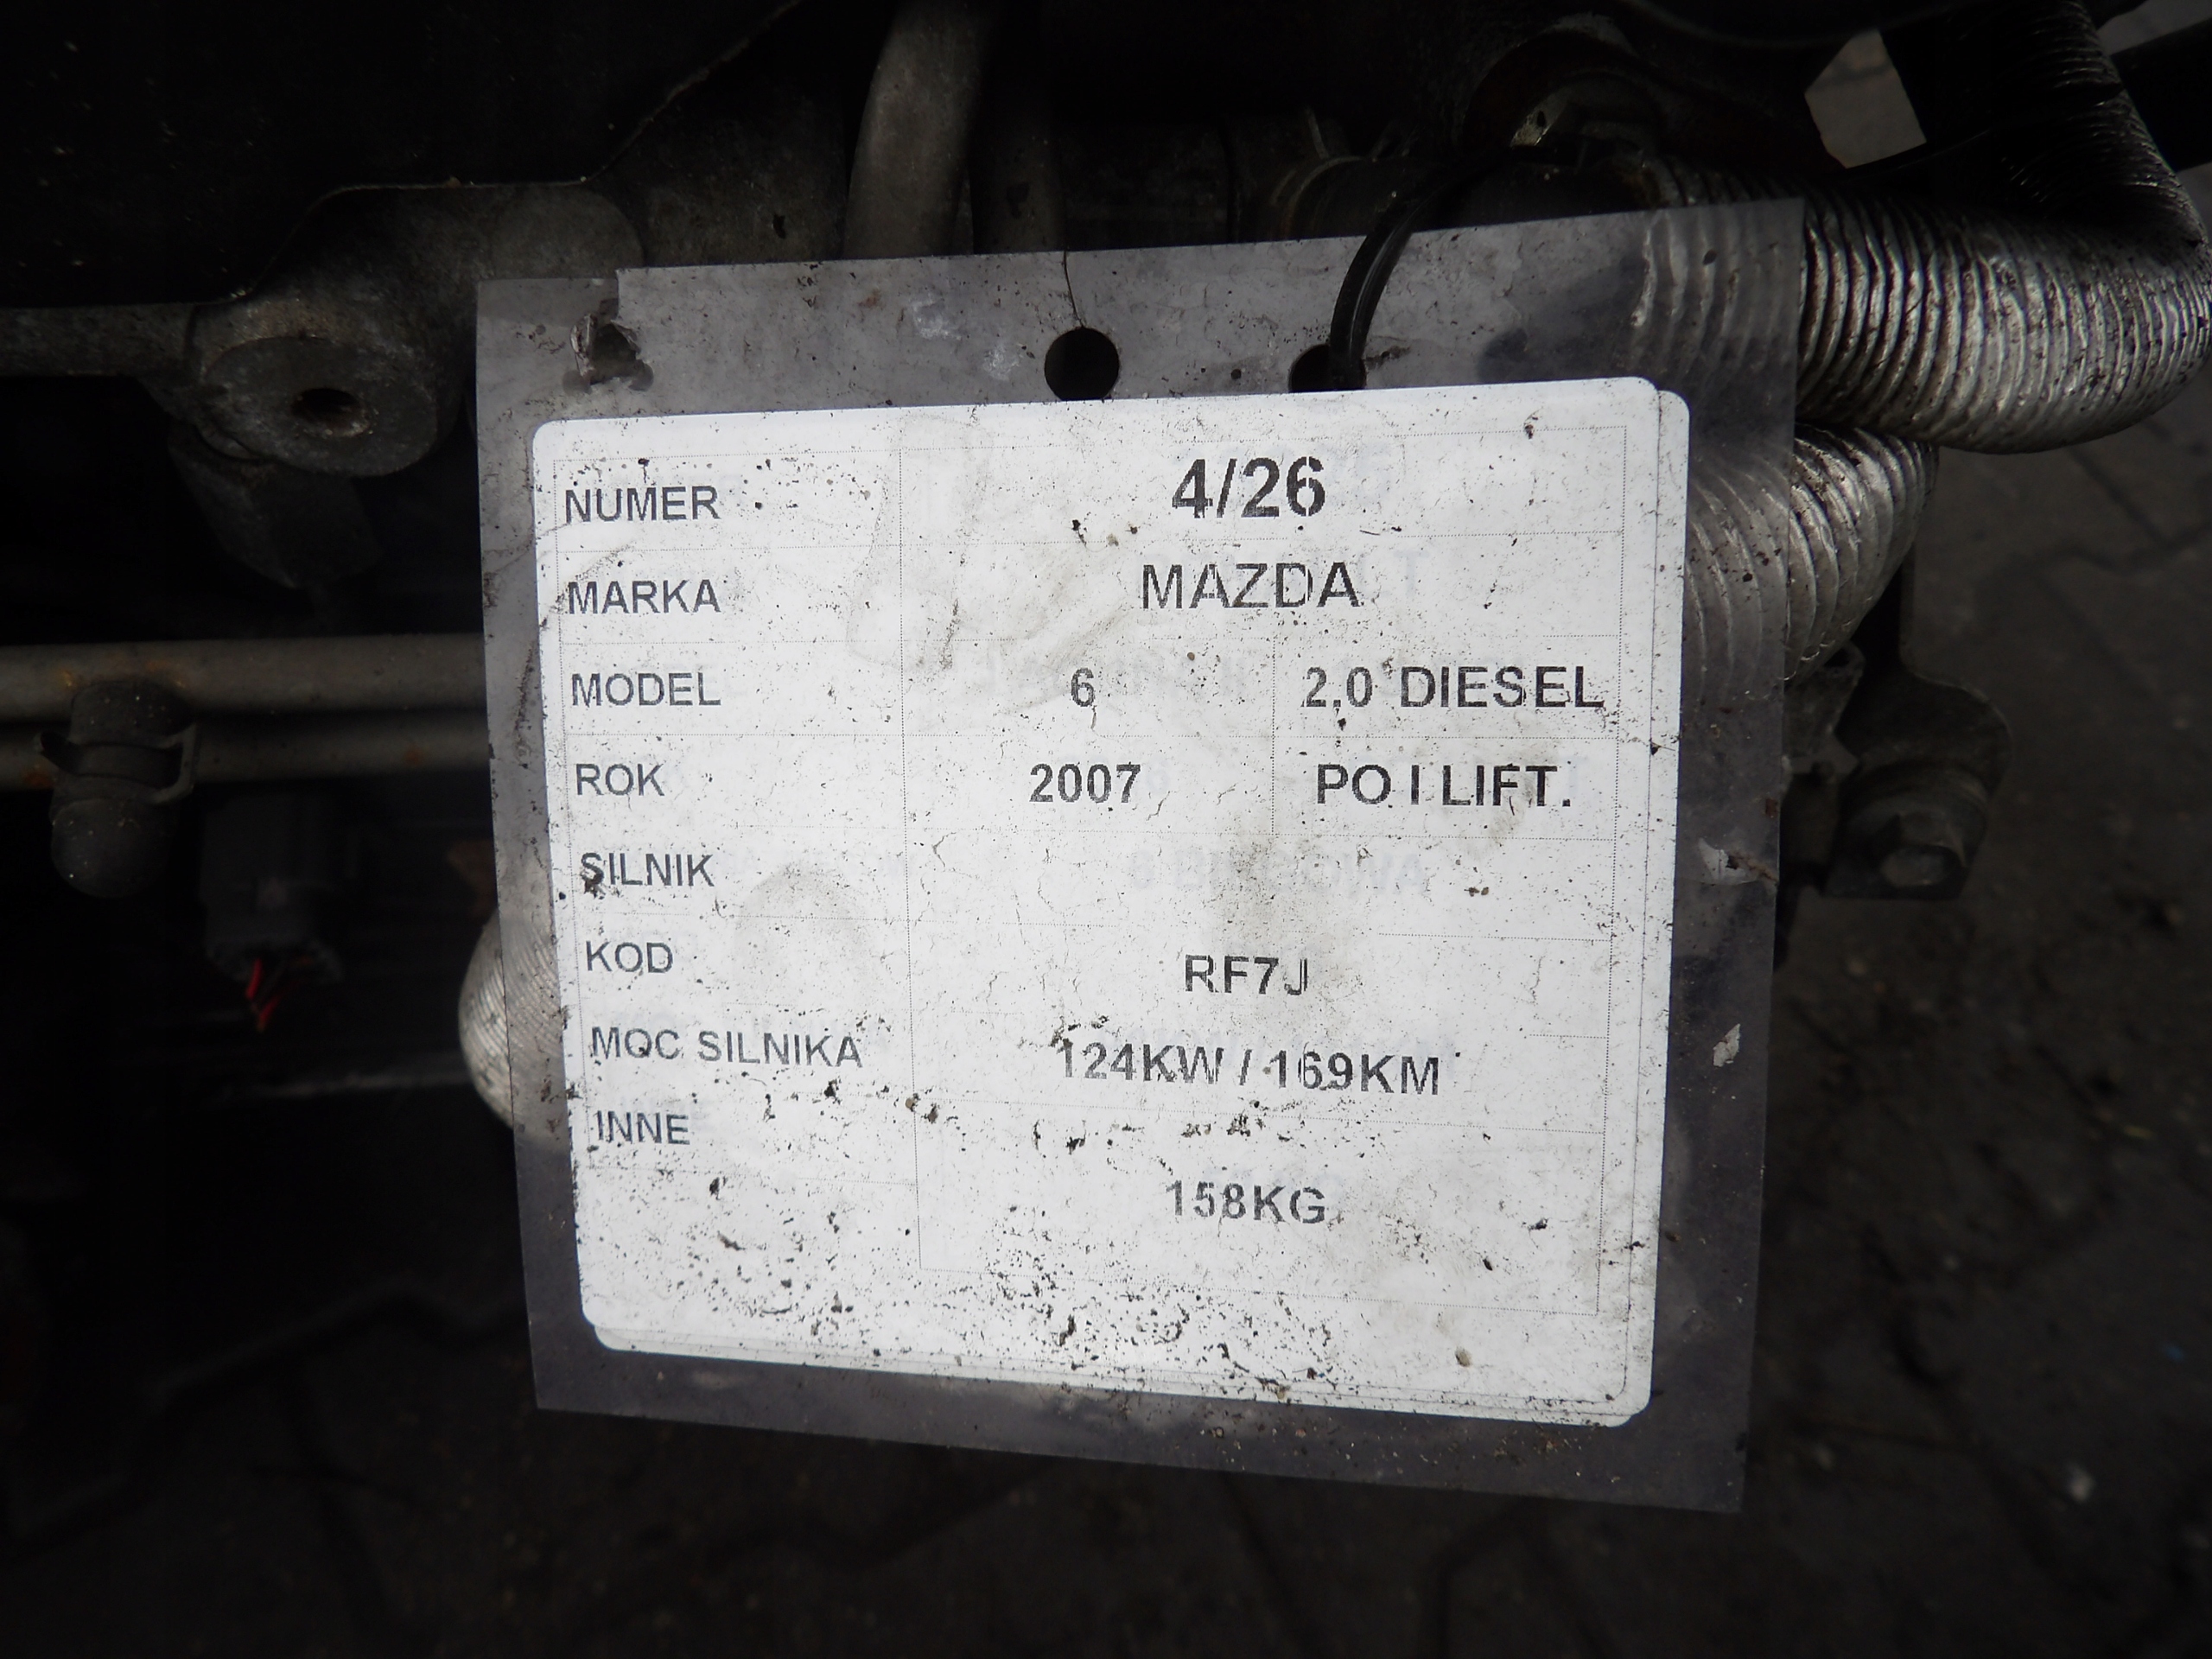 NUMER 4/26
MARKA MAZDA
MODEL 6 2,0 DIESEL
ROK 2007 PO I LIFT.
SILNIK
KOD RF7J
MOC SILNIKA 124KW / 169KM
INNE
158KG